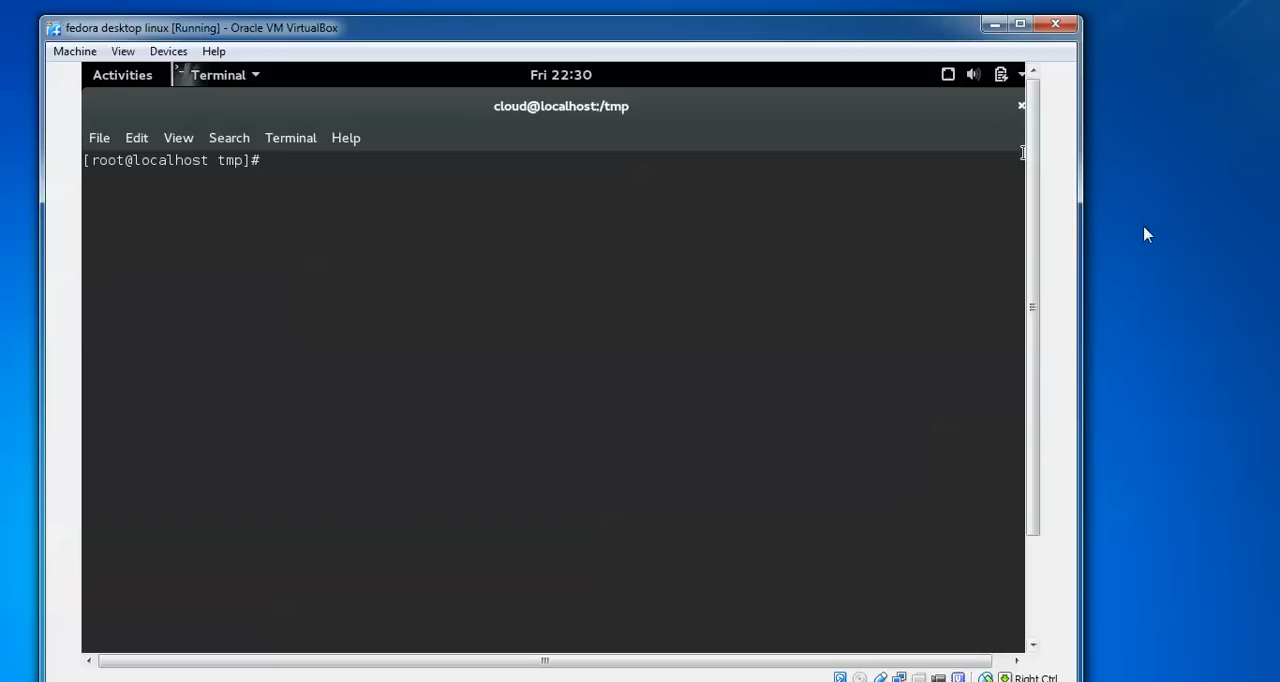 fedora desktop linux [Running] - Oracle VM VirtualBox
Machine View Devices Help
Activities Terminal Fri 22:30
cloud@localhost:/tmp
File Edit View Search Terminal Help
[root@localhost tmp]#
Right Ctrl